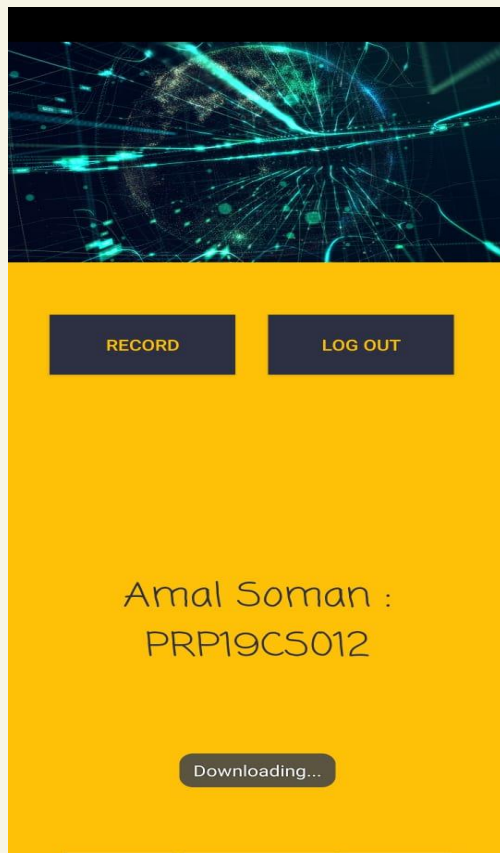 RECORD
LOG OUT
Amal Soman :
PRP19CS012
Downloading...